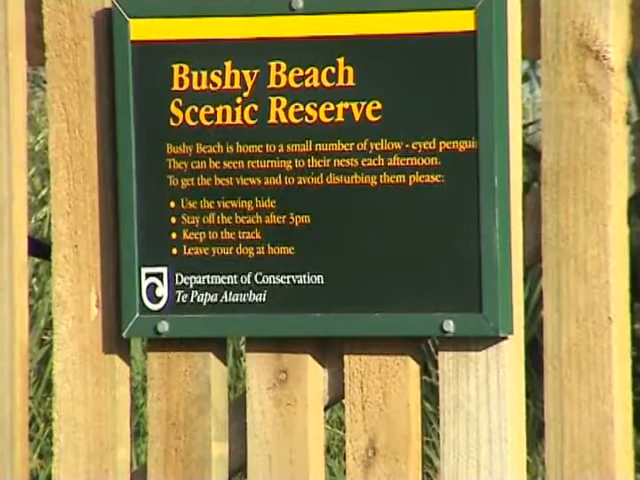 Bushy Beach
Scenic Reserve
Bushy Beach is home to a small number of yellow - eyed pengui
They can be seen returning to their nests each afternoon.
To get the best views and to avoid disturbing them please:
• Use the viewing hide
• Stay off the beach after 3pm
• Keep to the track
• Leave your dog at home
Department of Conservation
Te Papa Atawhai